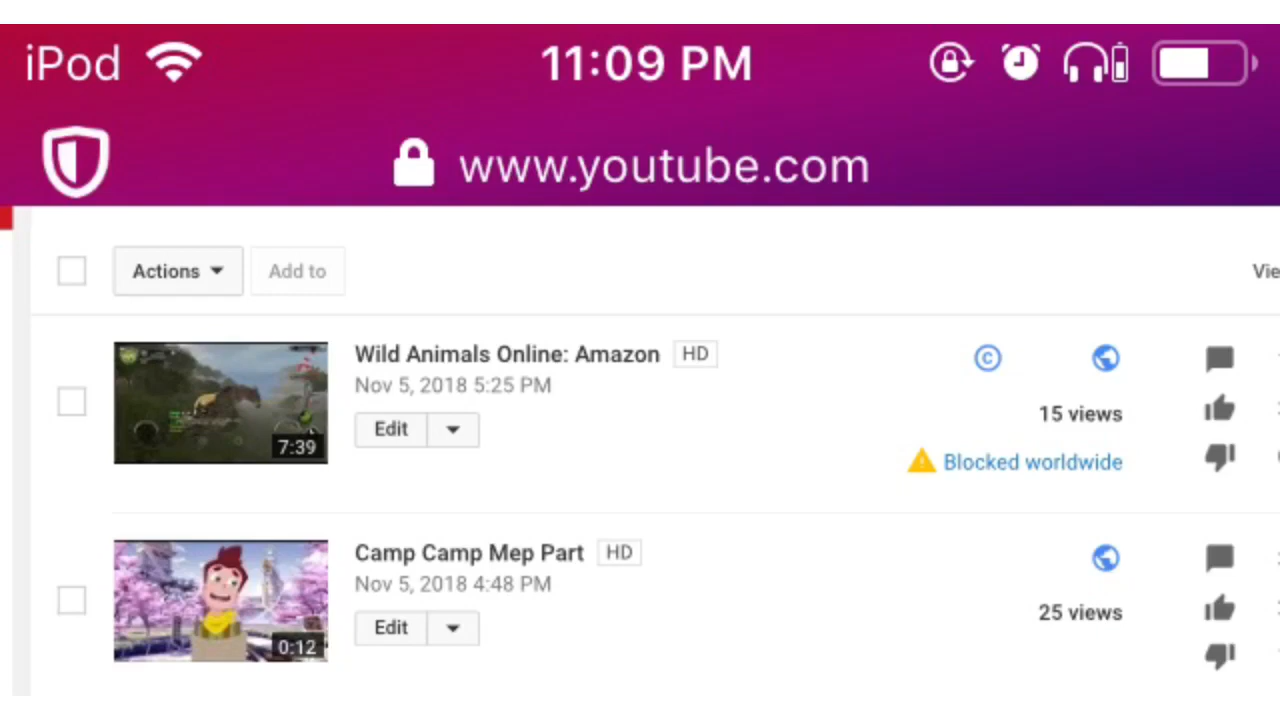 iPod 11:09 PM
www.youtube.com
Actions Add to Vie
Wild Animals Online: Amazon HD
Nov 5, 2018 5:25 PM
15 views
Edit
7:39
Blocked worldwide
Camp Camp Mep Part HD
Nov 5, 2018 4:48 PM
25 views
Edit
0:12